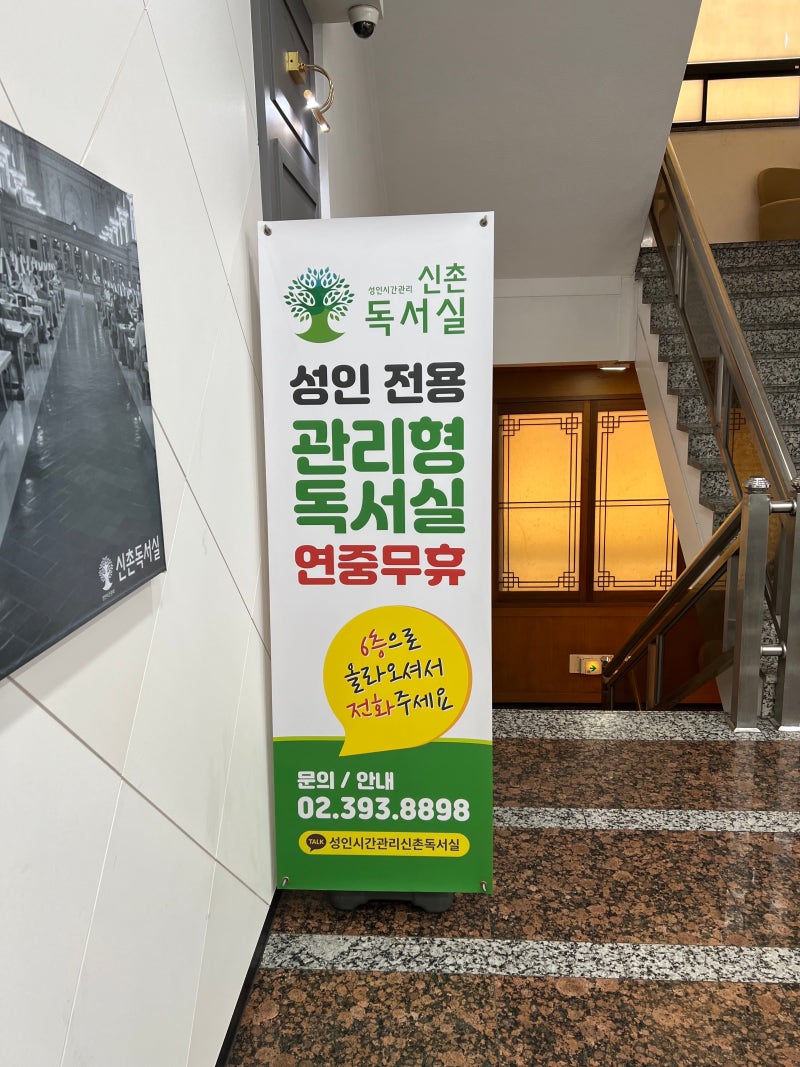 성인시간관리 신촌
독서실
성인 전용
관리형
독서실
연중무휴
6층으로
올라오셔서
전화주세요
문의 / 안내
02.393.8898
TALK 성인시간관리신촌독서실
신촌독서실